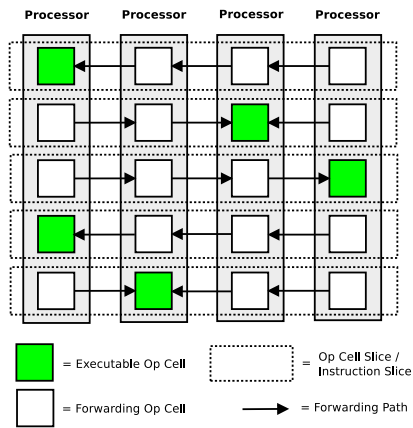 Processor Processor Processor Processor
= Executable Op Cell
= Op Cell Slice /
Instruction Slice
= Forwarding Op Cell
= Forwarding Path